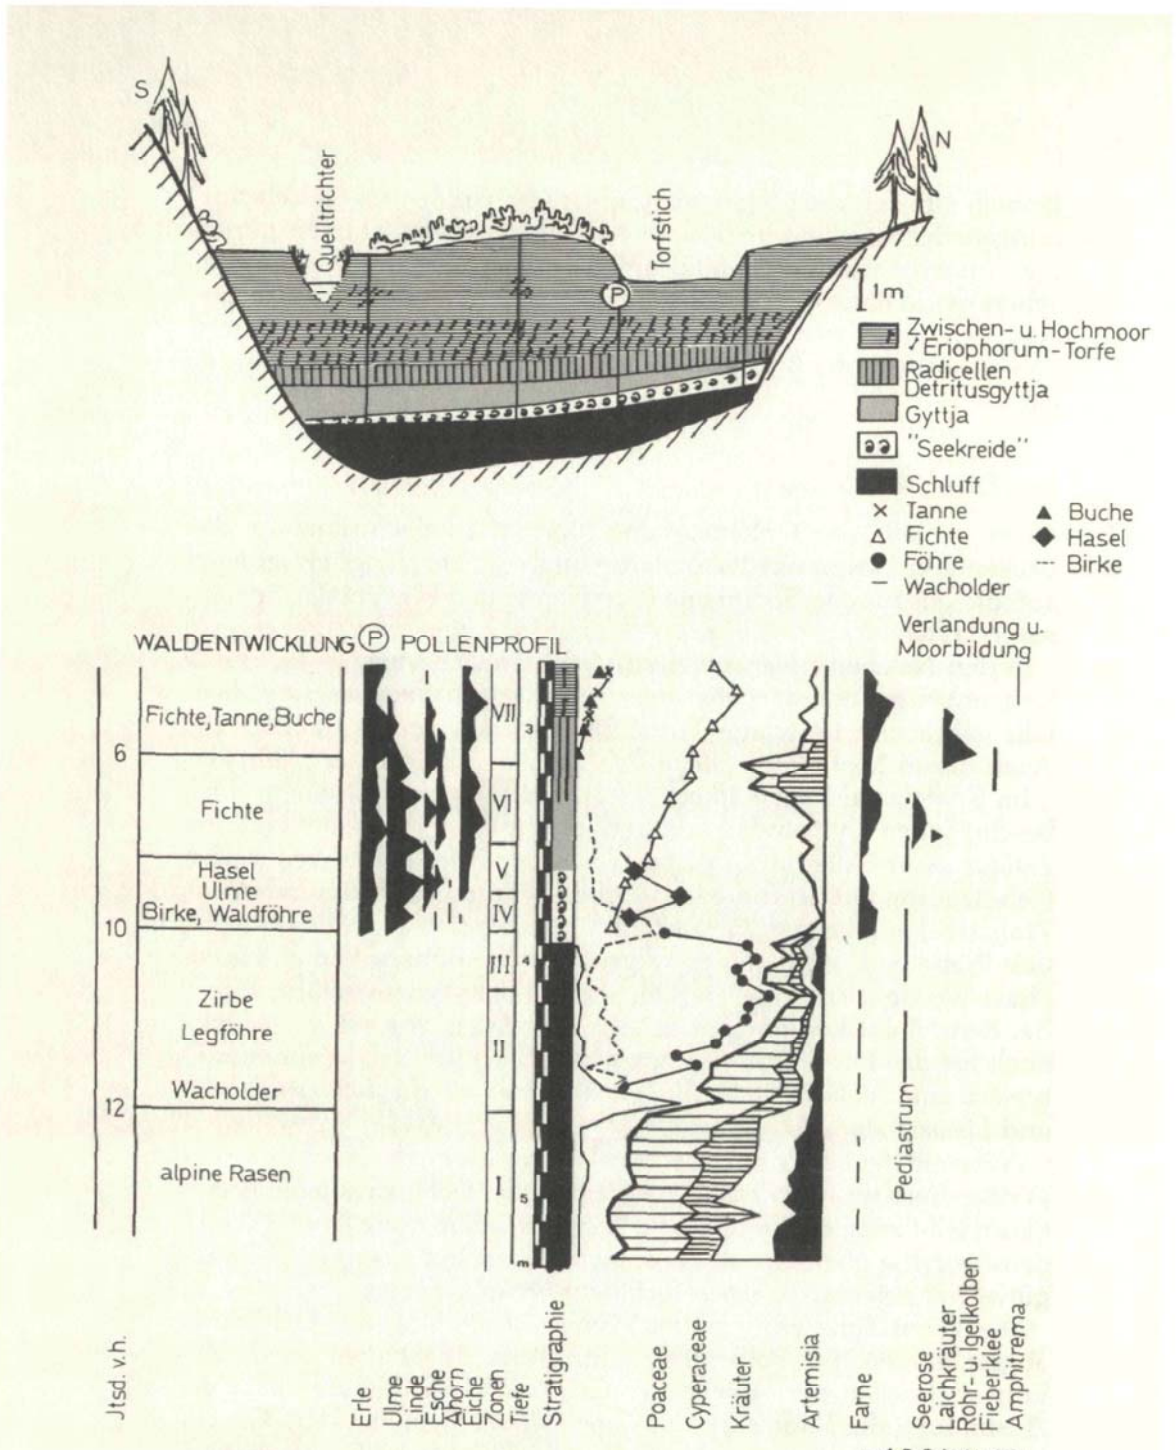 S
N
Quelltrichter
Torfstich
P
1m
Zwischen- u. Hochmoor
Eriophorum-Torfe
Radicellen
Detritusgyttja
Gyttja
"Seekreide"
Schluff
Tanne
Buche
Fichte
Hasel
Föhre
Birke
Wacholder
Verlandung u.
Moorbildung
WALDENTWICKLUNG P POLLENPROFIL
Fichte, Tanne, Buche
VII
3
6
Fichte
VI
Hasel
V
Ulme
Birke, Waldföhre
IV
10
III
4
Zirbe
Legföhre
II
Wacholder
12
alpine Rasen
I
5
m
Pediastrum
Jtsd. v.h.
Erle
Ulme
Linde
Esche
Ahorn
Eiche
Zonen
Tiefe
Stratigraphie
Poaceae
Cyperaceae
Kräuter
Artemisia
Farne
Seerose
Laichkräuter
Rohr- u. Igelkolben
Fieberklee
Amphitrema